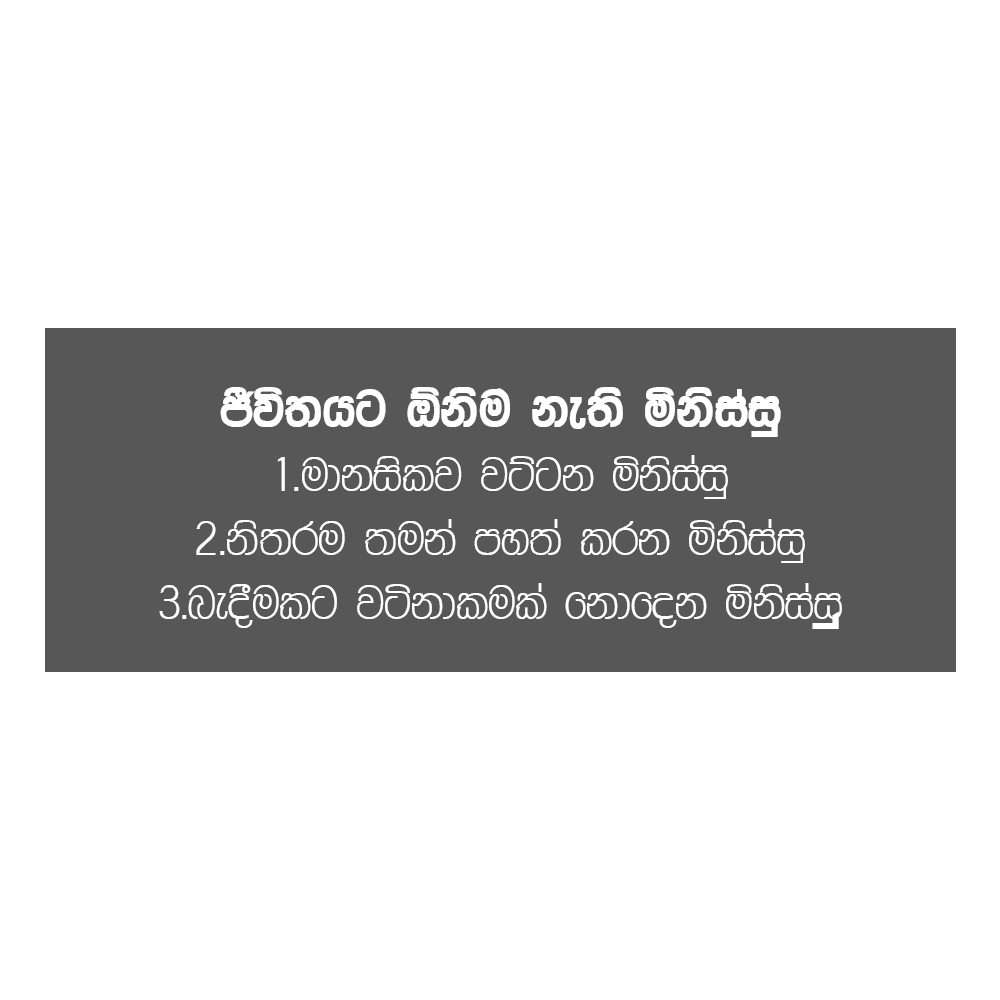 ජීවිතයට ඕනිම නැති මිනිස්සු
1.මානසිකව වට්ටන මිනිස්සු
2.නිතරම තමන් පහත් කරන මිනිස්සු
3.බැදීමකට වටිනාකමක් නොදෙන මිනිස්සු